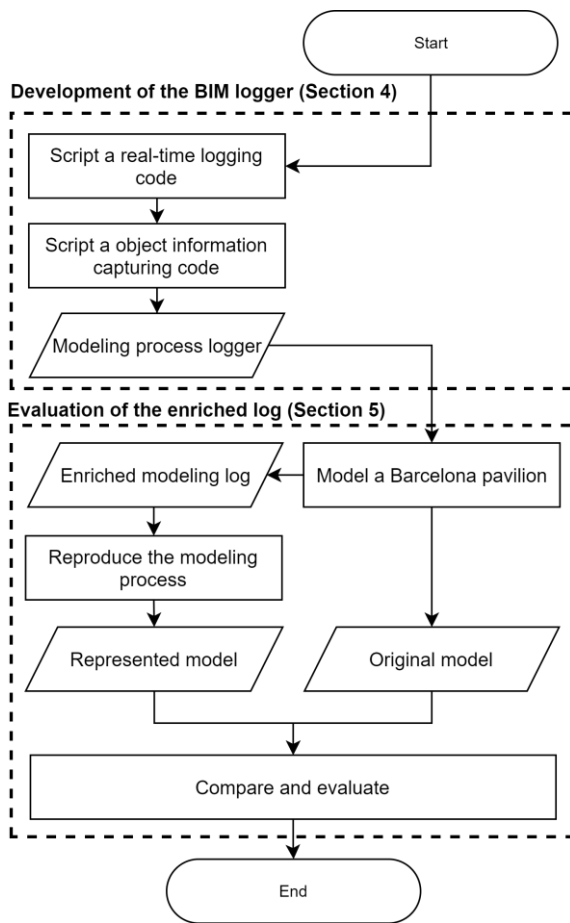 Start
Development of the BIM logger (Section 4)
Script a real-time logging
code
Script a object information
capturing code
Modeling process logger
Evaluation of the enriched log (Section 5)
Enriched modeling log
Model a Barcelona pavilion
Reproduce the modeling
process
Represented model
Original model
Compare and evaluate
End